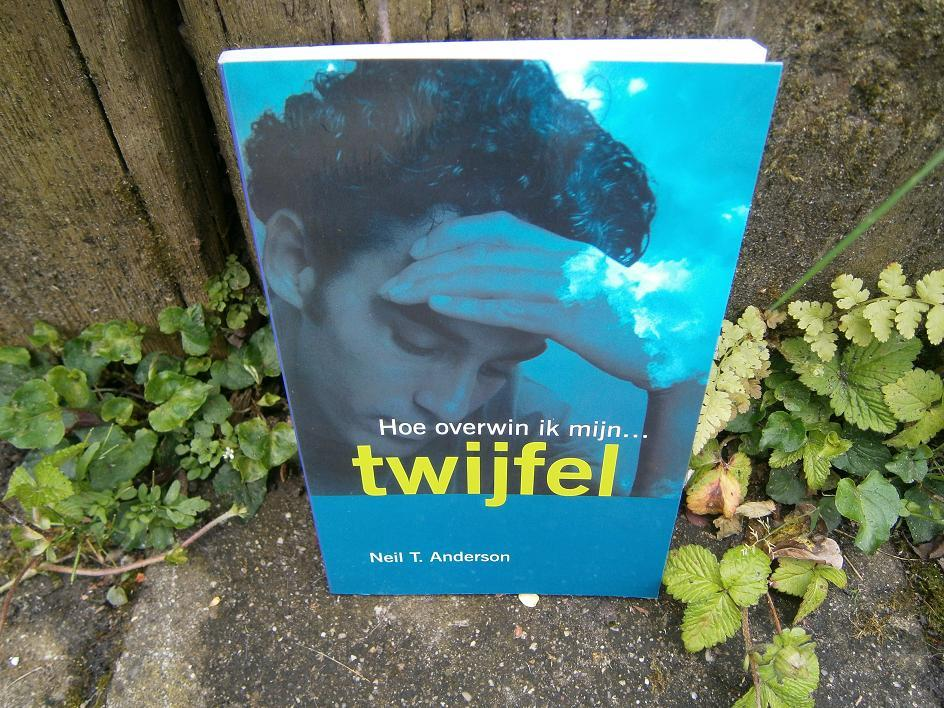 Hoe overwin ik mijn...
twijfel
Neil T. Anderson